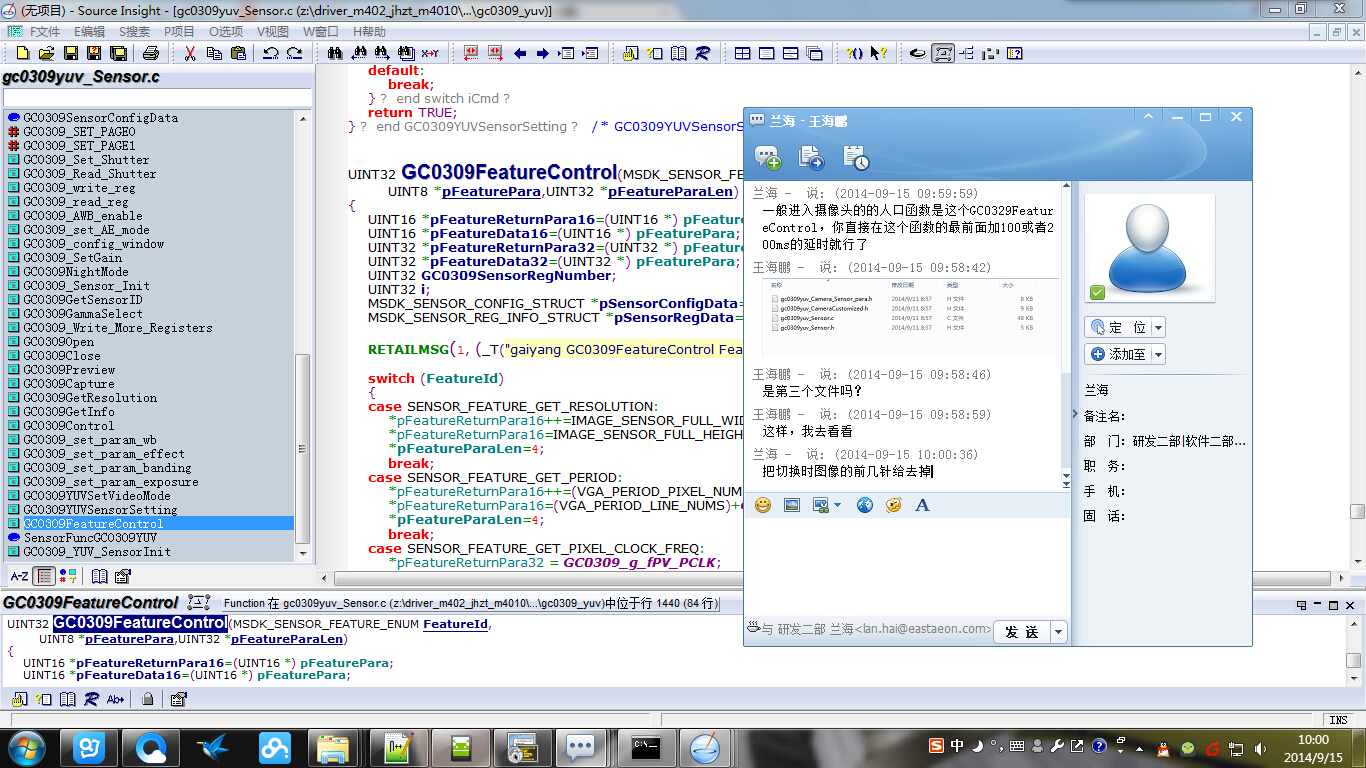 (无项目) - Source Insight - [gc0309yuv_Sensor.c (z:\driver_m402_jhzt_m4010\...\gc0309_yuv)]
F文件 E编辑 S搜索 P项目 O选项 V视图 W窗口 H帮助
gc0309yuv_Sensor.c
GC0309SensorConfigData
GC0309_SET_PAGE0
GC0309_SET_PAGE1
GC0309_Set_Shutter
GC0309_Read_Shutter
GC0309_write_reg
GC0309_read_reg
GC0309_AWB_enable
GC0309_set_AE_mode
GC0309_config_window
GC0309_SetGain
GC0309NightMode
GC0309_Sensor_Init
GC0309GetSensorID
GC0309GammaSelect
GC0309_Write_More_Registers
GC0309Open
GC0309Close
GC0309Preview
GC0309Capture
GC0309GetResolution
GC0309GetInfo
GC0309Control
GC0309_set_param_wb
GC0309_set_param_effect
GC0309_set_param_banding
GC0309_set_param_exposure
GC0309YUVSetVideoMode
GC0309YUVSensorSetting
GC0309FeatureControl
SensorFuncGC0309YUV
GC0309_YUV_SensorInit
A-Z
default:
break;
} ? end switch iCmd ?
return TRUE;
} ? end GC0309YUVSensorSetting ? /* GC0309YUVSensorS
UINT32 GC0309FeatureControl(MSDK_SENSOR_FE
UINT8 *pFeaturePara,UINT32 *pFeatureParaLen)
{
UINT16 *pFeatureReturnPara16=(UINT16 *) pFeature
UINT16 *pFeatureData16=(UINT16 *) pFeaturePara;
UINT32 *pFeatureReturnPara32=(UINT32 *) pFeature
UINT32 *pFeatureData32=(UINT32 *) pFeaturePara;
UINT32 GC0309SensorRegNumber;
UINT32 i;
MSDK_SENSOR_CONFIG_STRUCT *pSensorConfigData=
MSDK_SENSOR_REG_INFO_STRUCT *pSensorRegData=
RETAILMSG(1, (_T("gaiyang GC0309FeatureControl Fea
switch (FeatureId)
{
case SENSOR_FEATURE_GET_RESOLUTION:
*pFeatureReturnPara16++=IMAGE_SENSOR_FULL_WID
*pFeatureReturnPara16=IMAGE_SENSOR_FULL_HEIGH
*pFeatureParaLen=4;
break;
case SENSOR_FEATURE_GET_PERIOD:
*pFeatureReturnPara16++=(VGA_PERIOD_PIXEL_NUM
*pFeatureReturnPara16=(VGA_PERIOD_LINE_NUMS)+
*pFeatureParaLen=4;
break;
case SENSOR_FEATURE_GET_PIXEL_CLOCK_FREQ:
*pFeatureReturnPara32 = GC0309_g_fPV_PCLK;
兰海 - 王海鹏
兰海 - 说: (2014-09-15 09:59:59)
一般进入摄像头的的人口函数是这个GC0329Featur
eControl，你直接在这个函数的最前面加100或者2
00ms的延时就行了
王海鹏 - 说: (2014-09-15 09:58:42)
名称 修改日期 类型 大小
gc0309yuv_Camera_Sensor_para.h 2014/9/11 8:57 H 文件 8 KB
gc0309yuv_CameraCustomized.h 2014/9/11 8:57 H 文件 9 KB
gc0309yuv_Sensor.c 2014/9/11 8:57 C 文件 48 KB
gc0309yuv_Sensor.h 2014/9/11 8:57 H 文件 5 KB
王海鹏 - 说: (2014-09-15 09:58:46)
是第三个文件吗?
王海鹏 - 说: (2014-09-15 09:58:59)
这样，我去看看
兰海 - 说: (2014-09-15 10:00:36)
把切换时图像的前几针给去掉
定 位
添加至
兰海
备注名:
部 门: 研发二部|软件二部...
职 务:
手 机:
固 话:
与 研发二部 兰海<lan.hai@eastaeon.com>
发 送
GC0309FeatureControl
Function 在 gc0309yuv_Sensor.c (z:\driver_m402_jhzt_m4010\...\gc0309_yuv)中位于行 1440 (84 行)
UINT32 GC0309FeatureControl(MSDK_SENSOR_FEATURE_ENUM FeatureId,
UINT8 *pFeaturePara,UINT32 *pFeatureParaLen)
{
UINT16 *pFeatureReturnPara16=(UINT16 *) pFeaturePara;
UINT16 *pFeatureData16=(UINT16 *) pFeaturePara;
INS
中
10:00
2014/9/15